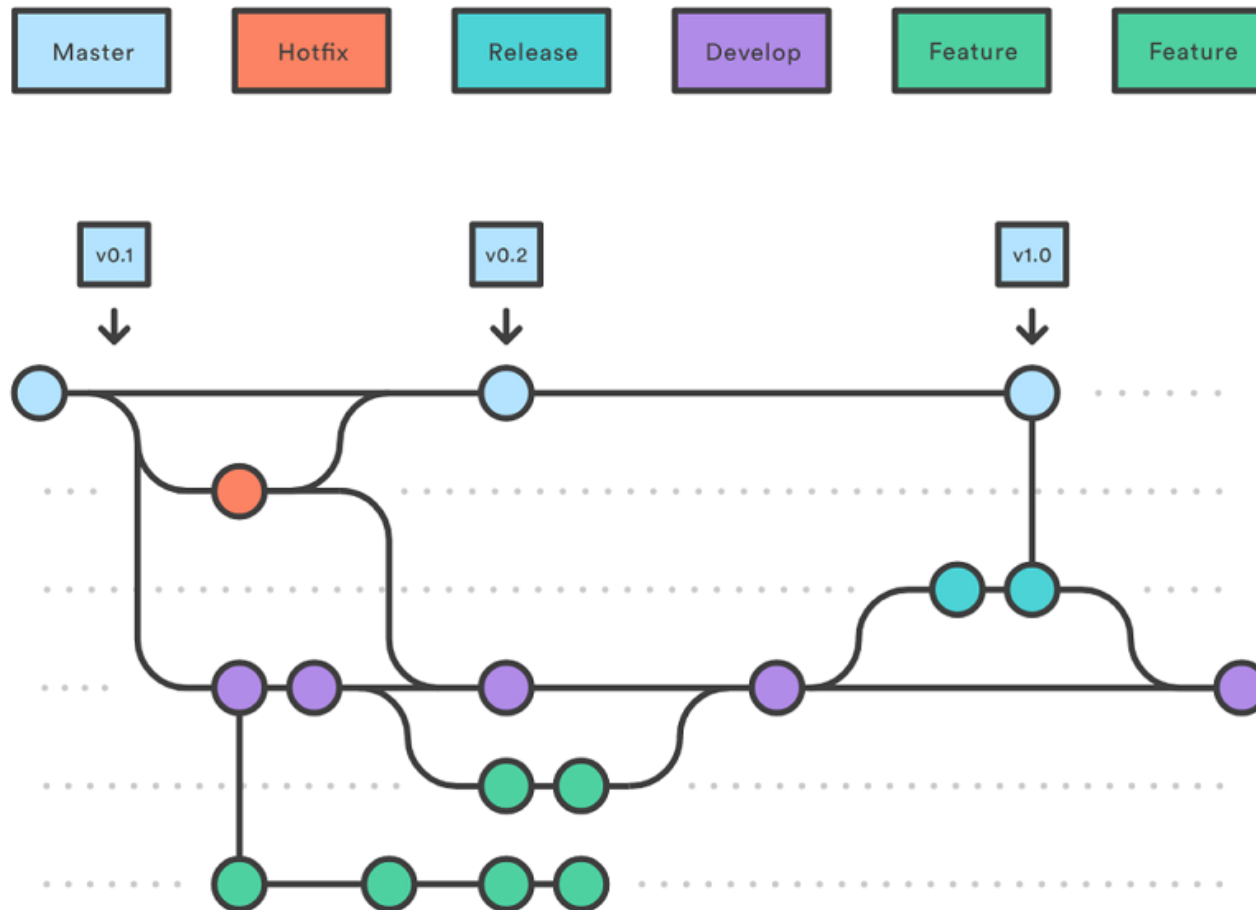 Master
Hotfix
Release
Develop
Feature
Feature
v0.1
v0.2
v1.0